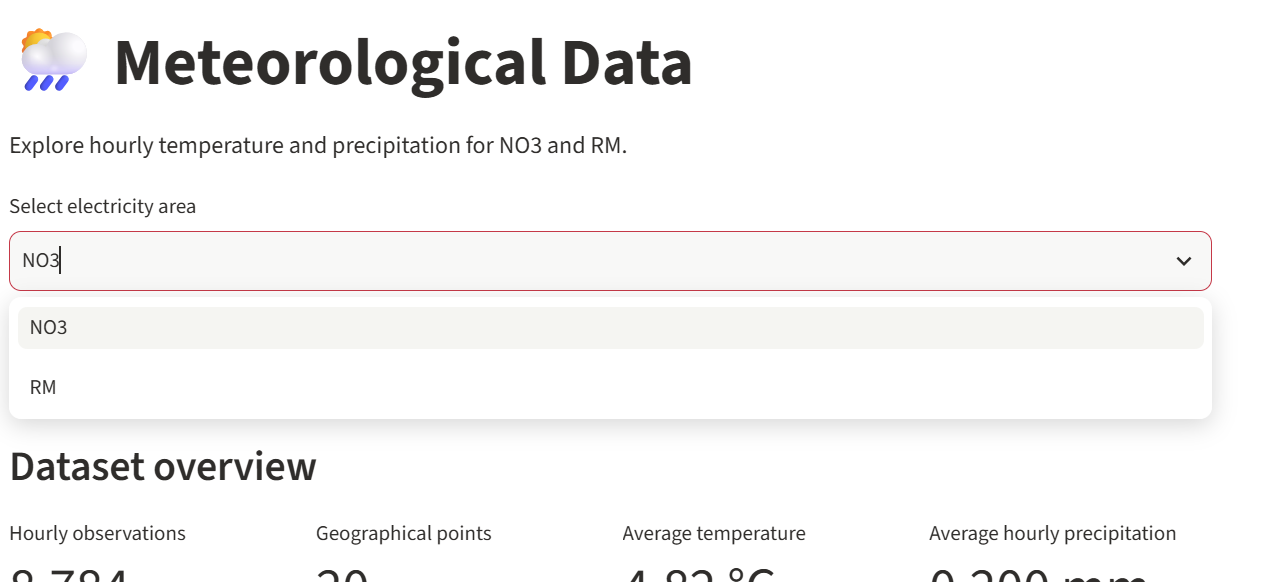 Meteorological Data
Explore hourly temperature and precipitation for NO3 and RM.
Select electricity area
NO3
NO3
RM
Dataset overview
Hourly observations Geographical points Average temperature Average hourly precipitation